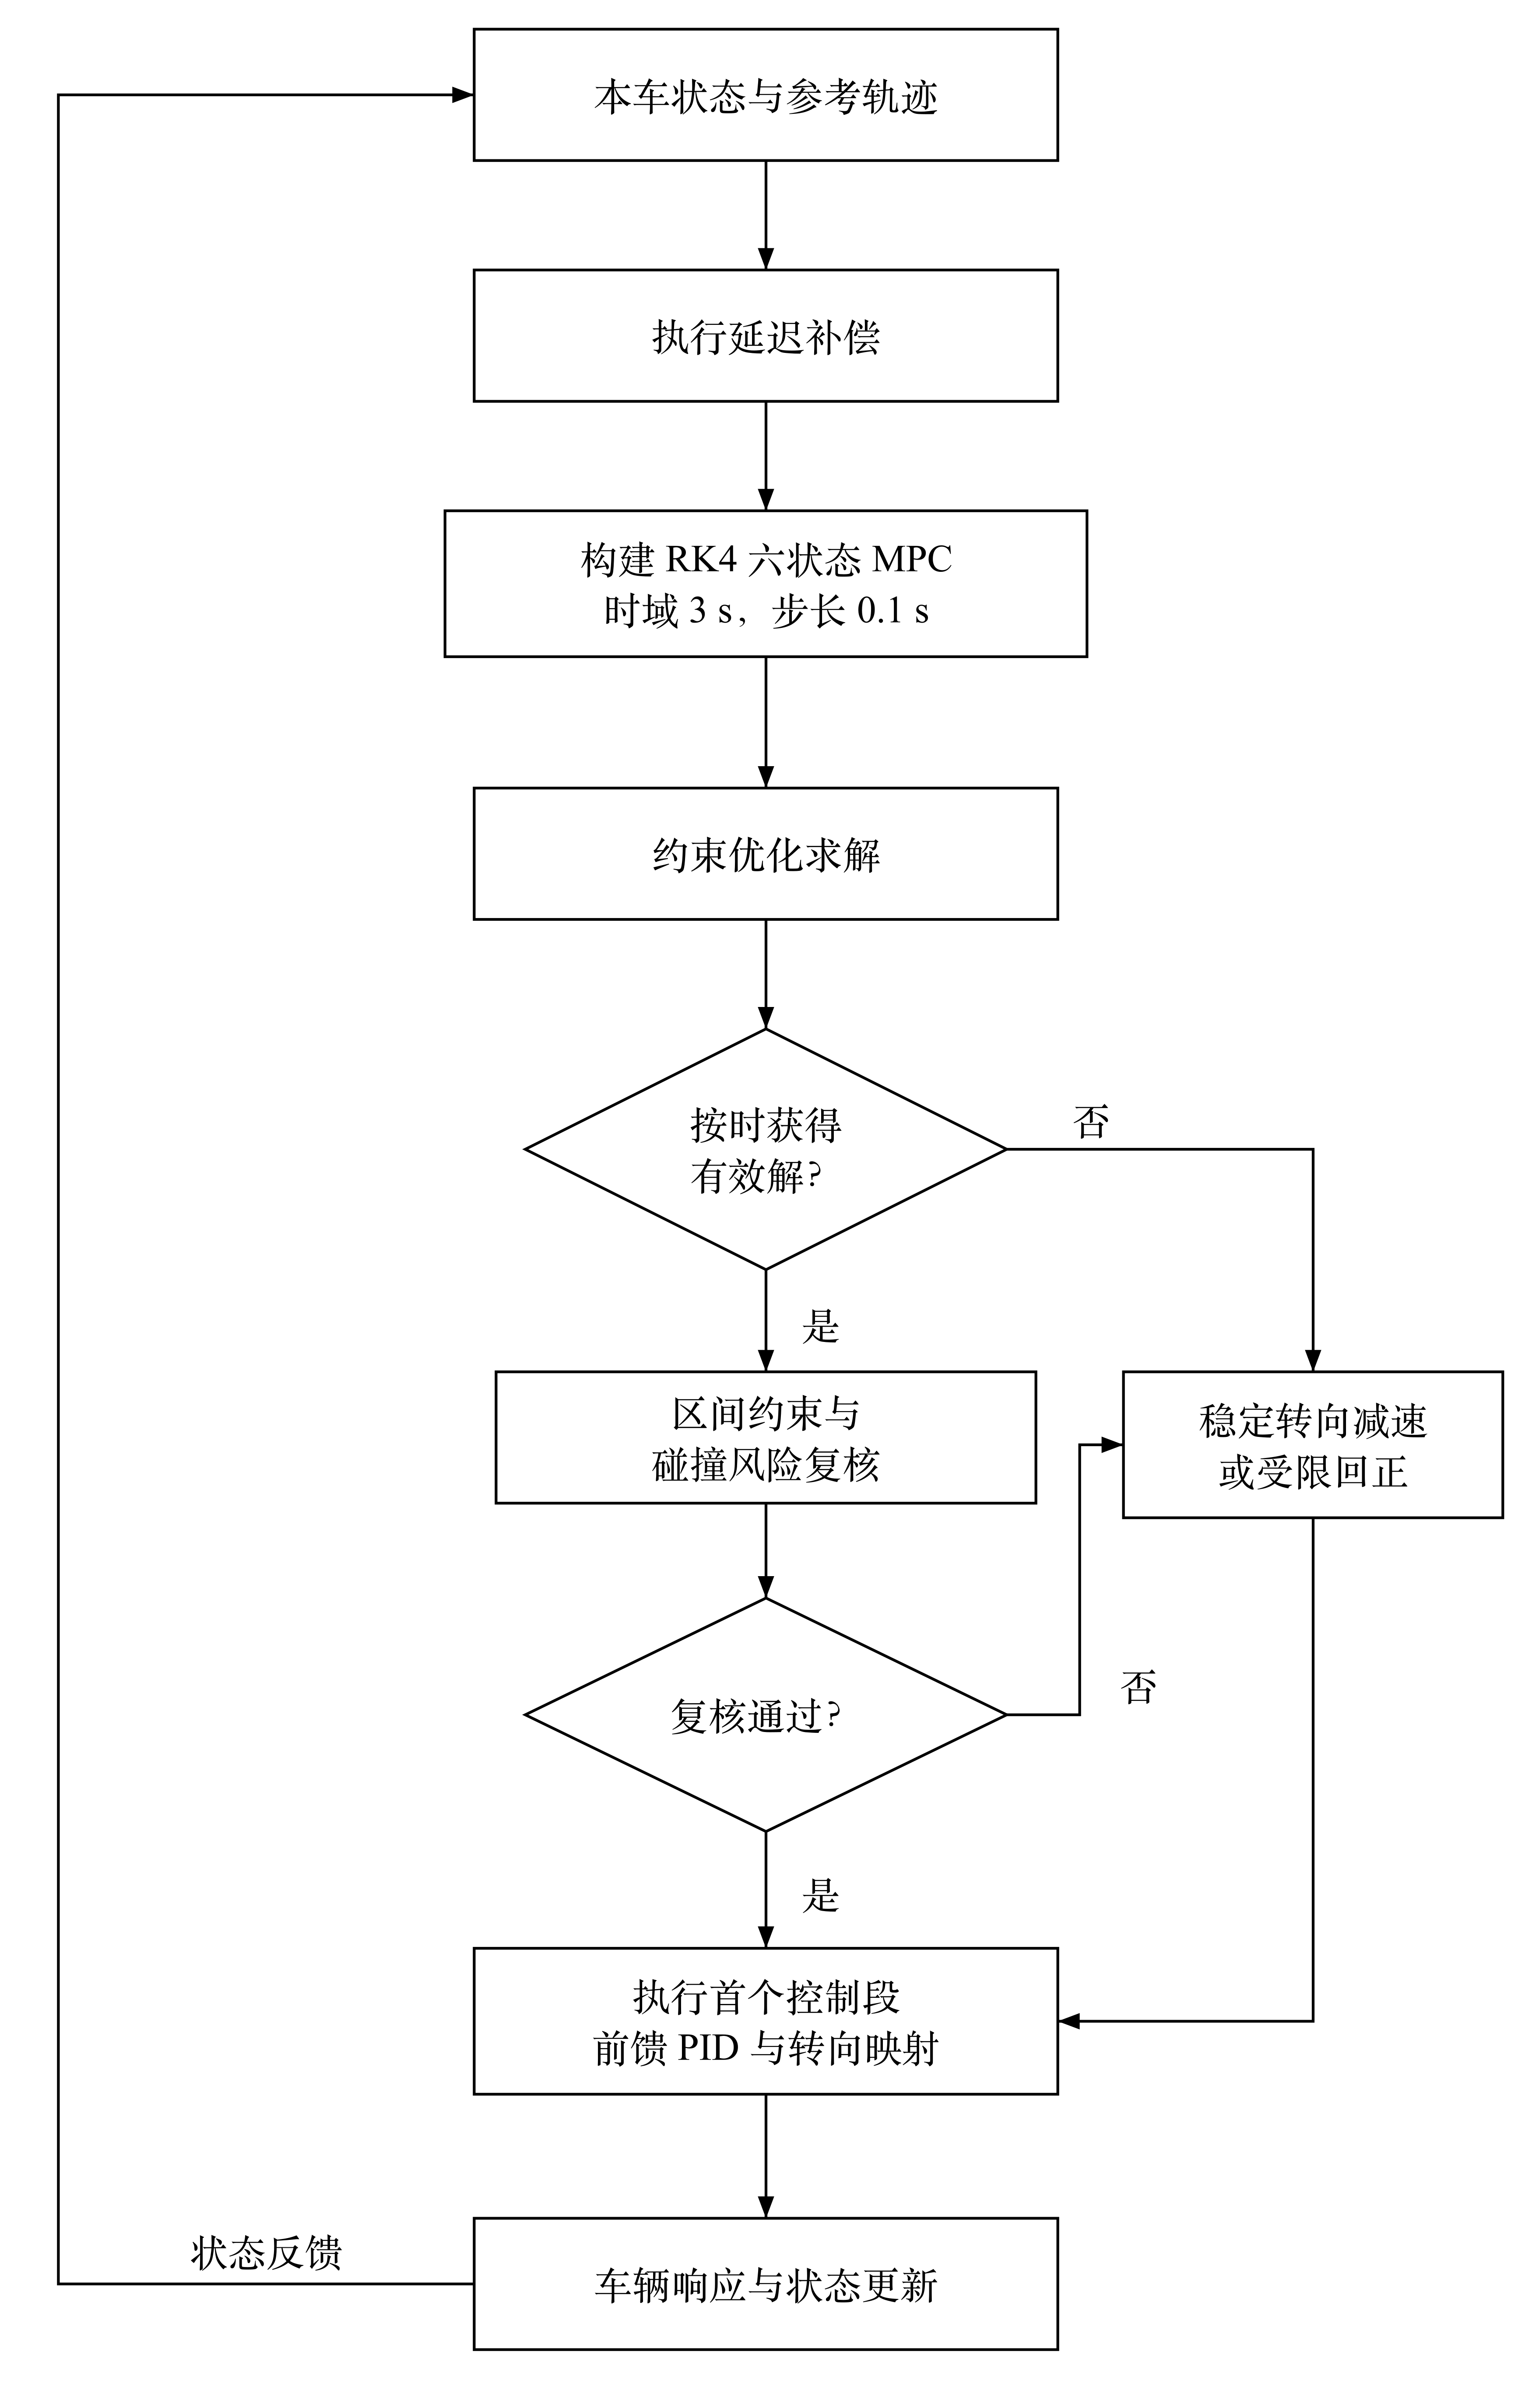 本车状态与参考轨迹
执行延迟补偿
构建 RK4 六状态 MPC
时域 3 s，步长 0.1 s
约束优化求解
按时获得
有效解?
否
是
区间约束与
碰撞风险复核
稳定转向减速
或受限回正
复核通过?
否
是
执行首个控制段
前馈 PID 与转向映射
状态反馈
车辆响应与状态更新